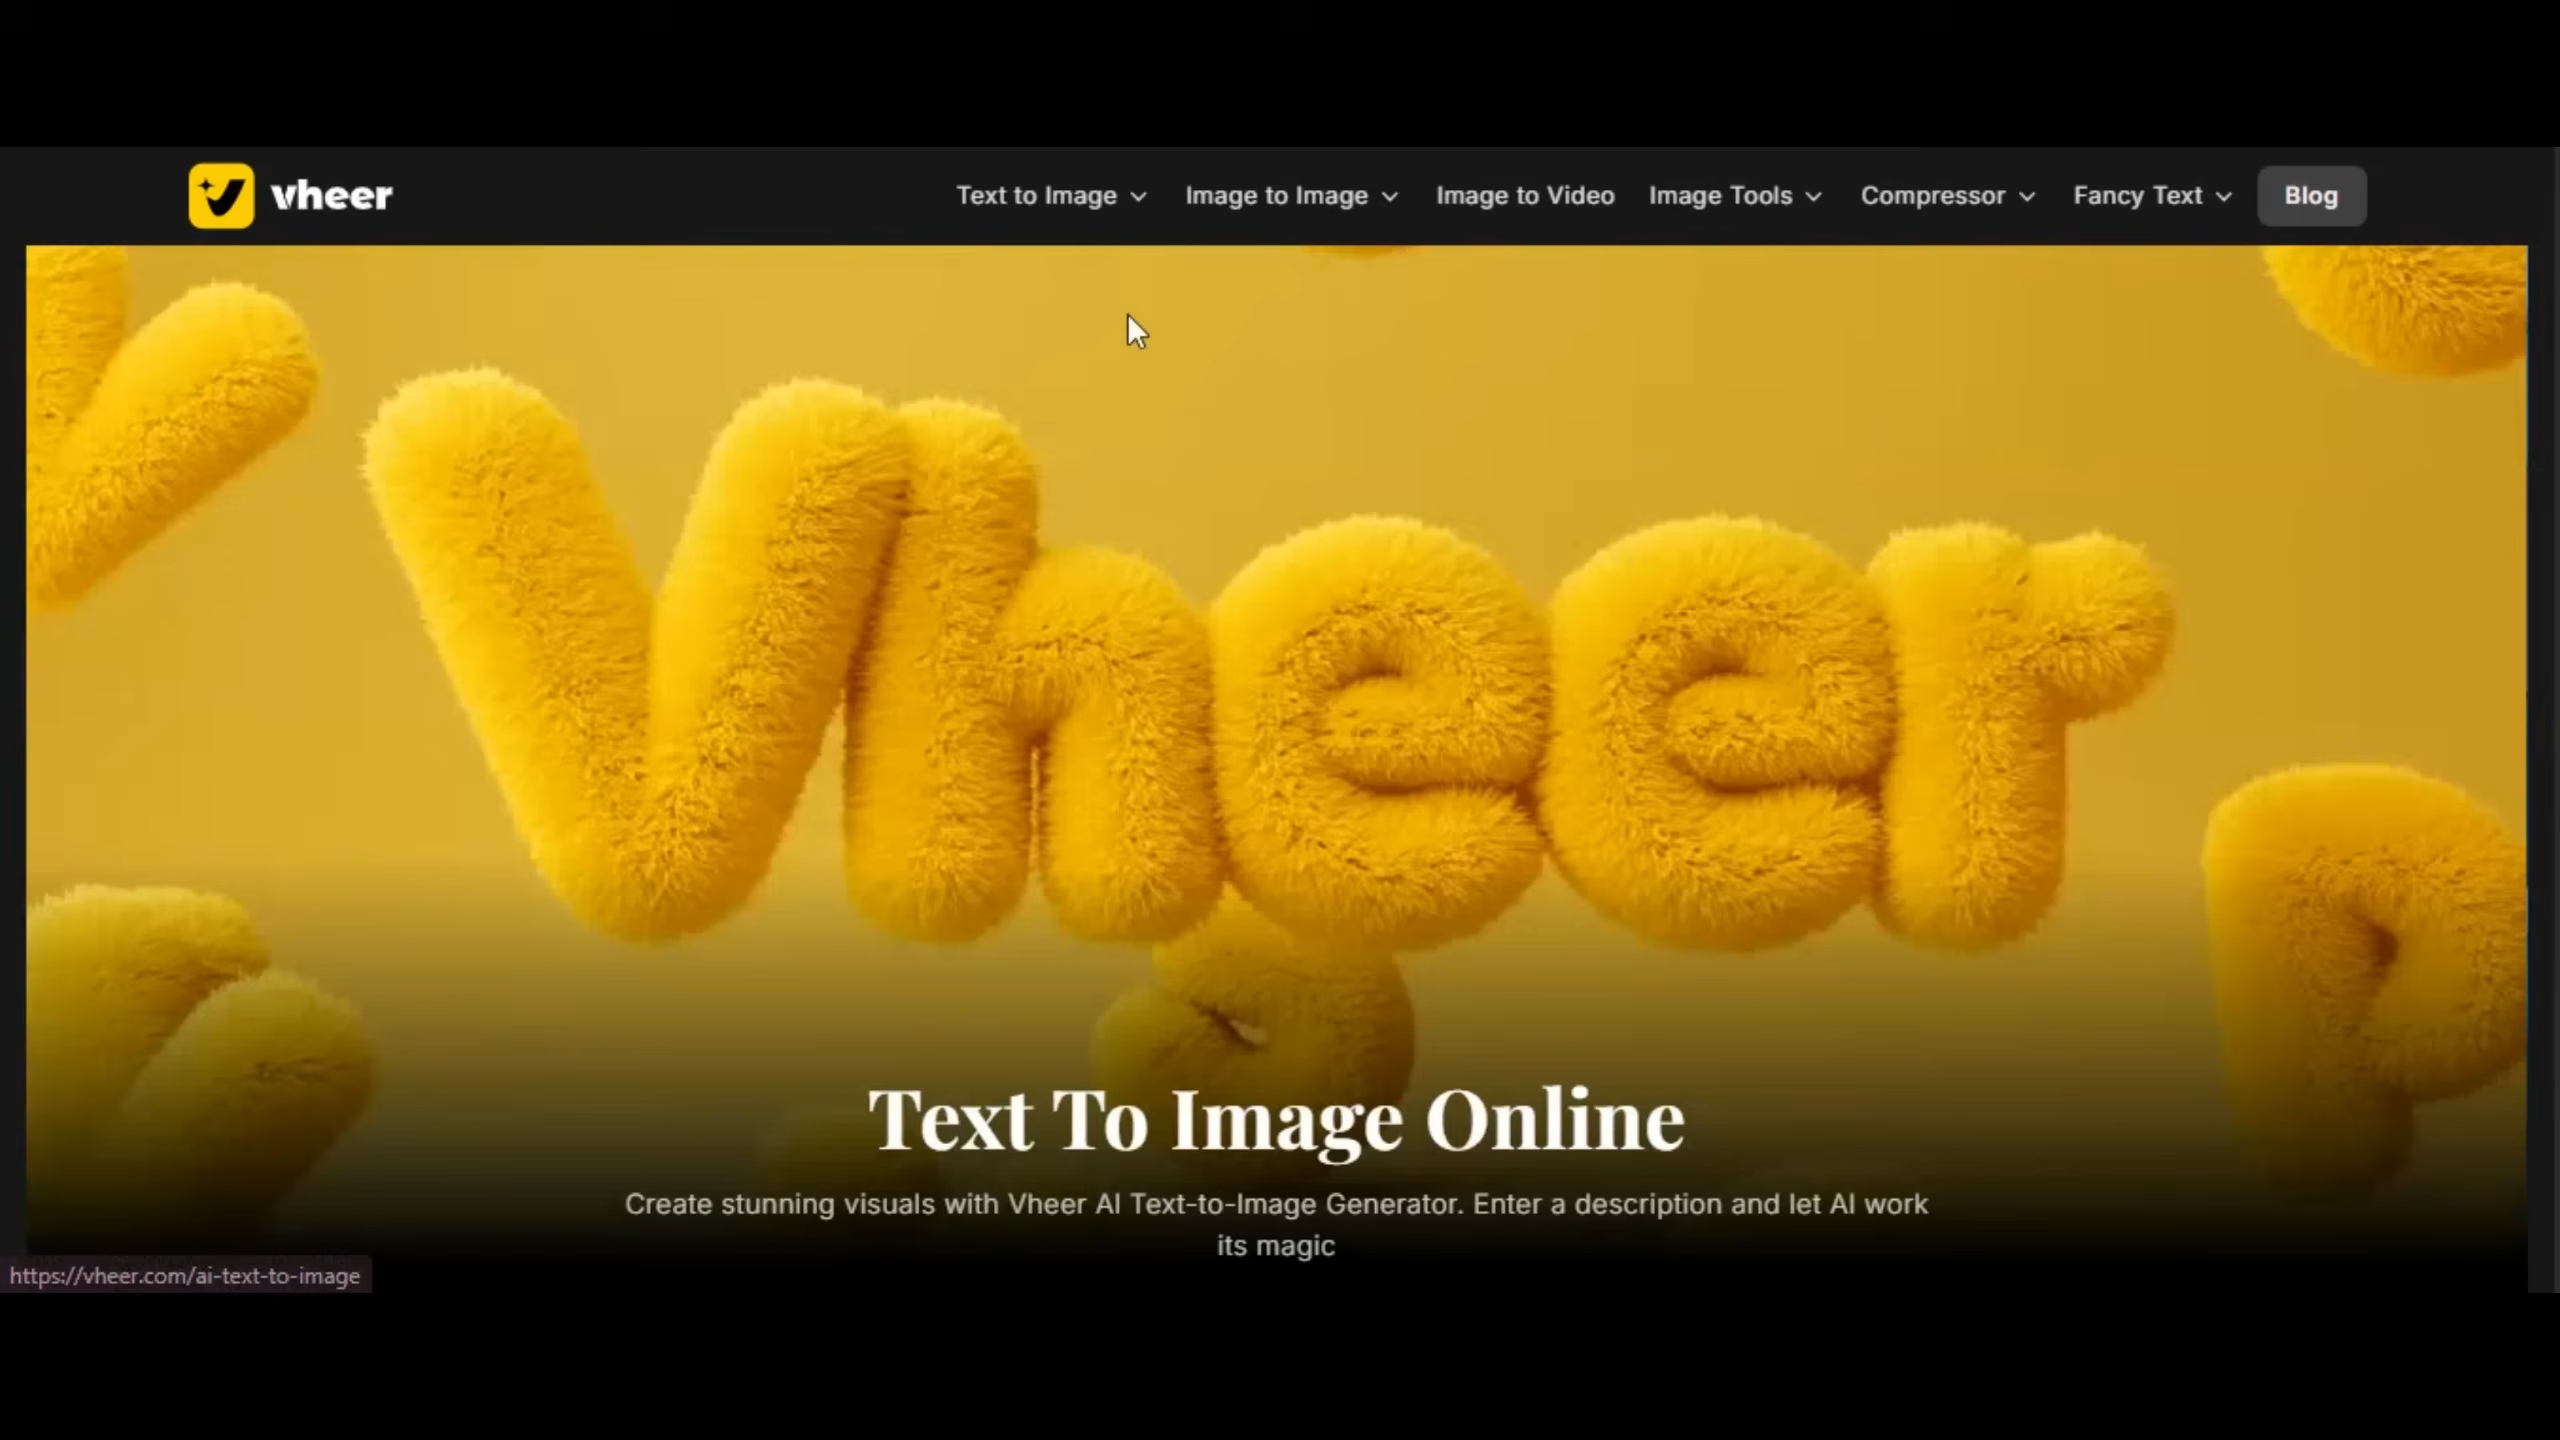 vheer
Text to Image Image to Image Image to Video Image Tools Compressor Fancy Text Blog
Vheer
Text To Image Online
Create stunning visuals with Vheer AI Text-to-Image Generator. Enter a description and let AI work
its magic
https://vheer.com/ai-text-to-image